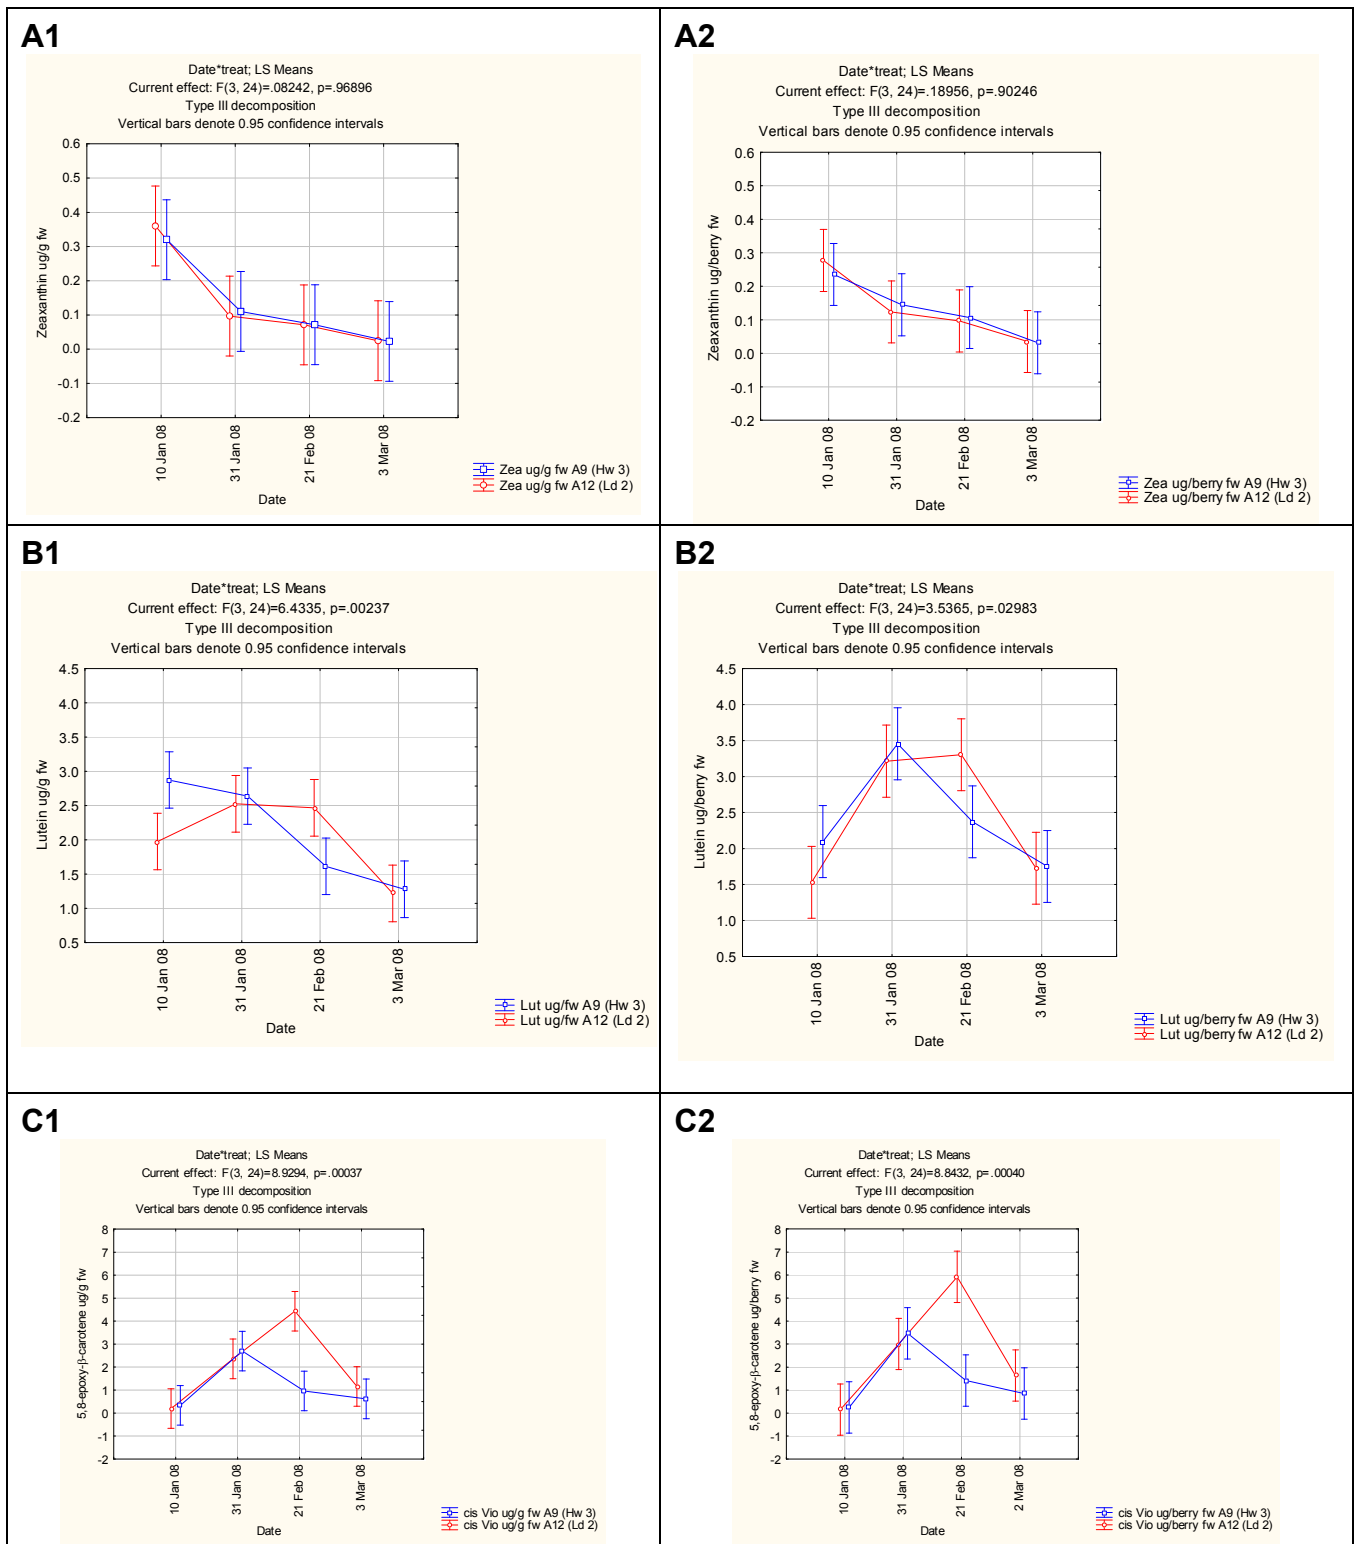 A1
Date*treat; LS Means
Current effect: F(3, 24)=.08242, p=.96896
Type III decomposition
Vertical bars denote 0.95 confidence intervals
Zeaxanthin ug/g fw
0.6
0.5
0.4
0.3
0.2
0.1
0.0
-0.1
-0.2
10 Jan 08
31 Jan 08
21 Feb 08
3 Mar 08
Date
Zea ug/g fw A9 (Hw 3)
Zea ug/g fw A12 (Ld 2)
A2
Date*treat; LS Means
Current effect: F(3, 24)=.18956, p=.90246
Type III decomposition
Vertical bars denote 0.95 confidence intervals
Zeaxanthin ug/berry fw
0.6
0.5
0.4
0.3
0.2
0.1
0.0
-0.1
-0.2
10 Jan 08
31 Jan 08
21 Feb 08
3 Mar 08
Date
Zea ug/berry fw A9 (Hw 3)
Zea ug/berry fw A12 (Ld 2)
B1
Date*treat; LS Means
Current effect: F(3, 24)=6.4335, p=.00237
Type III decomposition
Vertical bars denote 0.95 confidence intervals
Lutein ug/g fw
4.5
4.0
3.5
3.0
2.5
2.0
1.5
1.0
0.5
10 Jan 08
31 Jan 08
21 Feb 08
3 Mar 08
Date
Lut ug/fw A9 (Hw 3)
Lut ug/fw A12 (Ld 2)
B2
Date*treat; LS Means
Current effect: F(3, 24)=3.5365, p=.02983
Type III decomposition
Vertical bars denote 0.95 confidence intervals
Lutein ug/berry fw
4.5
4.0
3.5
3.0
2.5
2.0
1.5
1.0
0.5
10 Jan 08
31 Jan 08
21 Feb 08
3 Mar 08
Date
Lut ug/berry fw A9 (Hw 3)
Lut ug/berry fw A12 (Ld 2)
C1
Date*treat; LS Means
Current effect: F(3, 24)=8.9294, p=.00037
Type III decomposition
Vertical bars denote 0.95 confidence intervals
5,8-epoxy-β-carotene ug/g fw
8
7
6
5
4
3
2
1
0
-1
-2
10 Jan 08
31 Jan 08
21 Feb 08
3 Mar 08
Date
cis Vio ug/g fw A9 (Hw 3)
cis Vio ug/g fw A12 (Ld 2)
C2
Date*treat; LS Means
Current effect: F(3, 24)=8.8432, p=.00040
Type III decomposition
Vertical bars denote 0.95 confidence intervals
5,8-epoxy-β-carotene ug/berry fw
8
7
6
5
4
3
2
1
0
-1
-2
10 Jan 08
31 Jan 08
21 Feb 08
2 Mar 08
Date
cis Vio ug/berry fw A9 (Hw 3)
cis Vio ug/berry fw A12 (Ld 2)